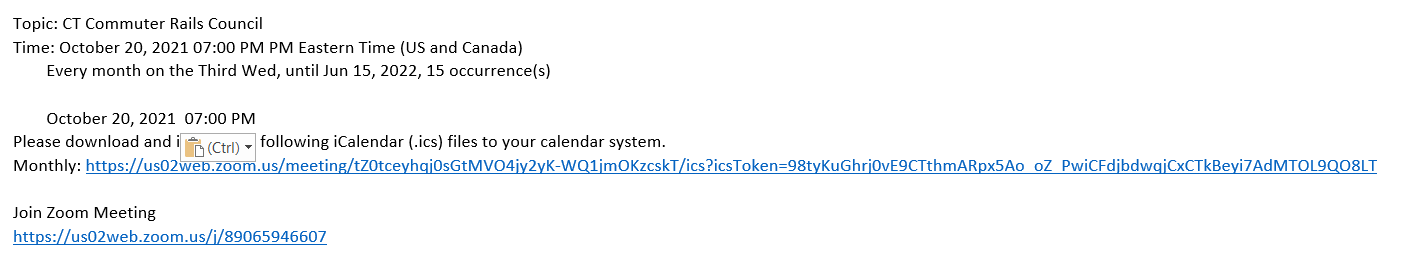 Topic: CT Commuter Rails Council
Time: October 20, 2021 07:00 PM PM Eastern Time (US and Canada)
Every month on the Third Wed, until Jun 15, 2022, 15 occurrence(s)
October 20, 2021  07:00 PM
Please download and i (Ctrl) following iCalendar (.ics) files to your calendar system.
Monthly: https://us02web.zoom.us/meeting/tZ0tceyhqj0sGtMVO4jy2yK-WQ1jmOKzcskT/ics?icsToken=98tyKuGhrj0vE9CTthmARpx5Ao_oZ_PwiCFdjbdwqjCxCTkBeyi7AdMTOL9QO8LT
Join Zoom Meeting
https://us02web.zoom.us/j/89065946607